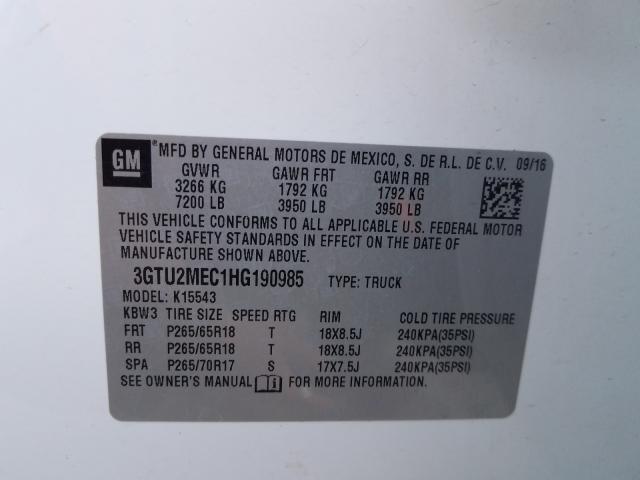 GM ® MFD BY GENERAL MOTORS DE MEXICO, S. DE R.L. DE C.V. 09/16
GVWR GAWR FRT GAWR RR
3266 KG 1792 KG 1792 KG
7200 LB 3950 LB 3950 LB
THIS VEHICLE CONFORMS TO ALL APPLICABLE U.S. FEDERAL MOTOR
VEHICLE SAFETY STANDARDS IN EFFECT ON THE DATE OF
MANUFACTURE SHOWN ABOVE.
3GTU2MEC1HG190985 TYPE: TRUCK
MODEL: K15543
KBW3 TIRE SIZE SPEED RTG RIM COLD TIRE PRESSURE
FRT P265/65R18 T 18X8.5J 240KPA(35PSI)
RR P265/65R18 T 18X8.5J 240KPA(35PSI)
SPA P265/70R17 S 17X7.5J 240KPA(35PSI)
SEE OWNER'S MANUAL FOR MORE INFORMATION.